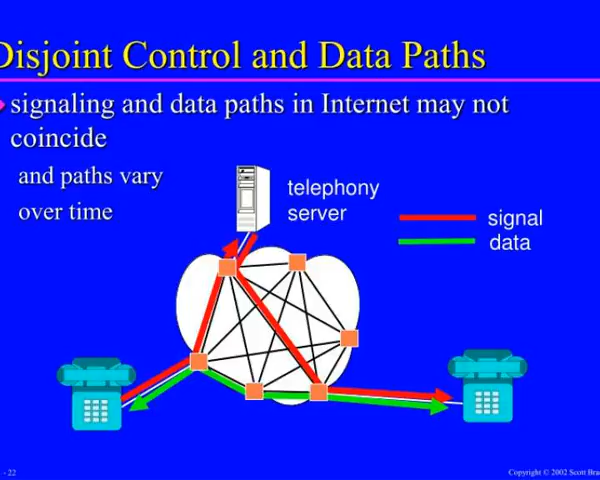 Disjoint Control and Data Paths
signaling and data paths in Internet may not
coincide
and paths vary
over time
telephony
server
signal
data
- 22
Copyright © 2002 Scott